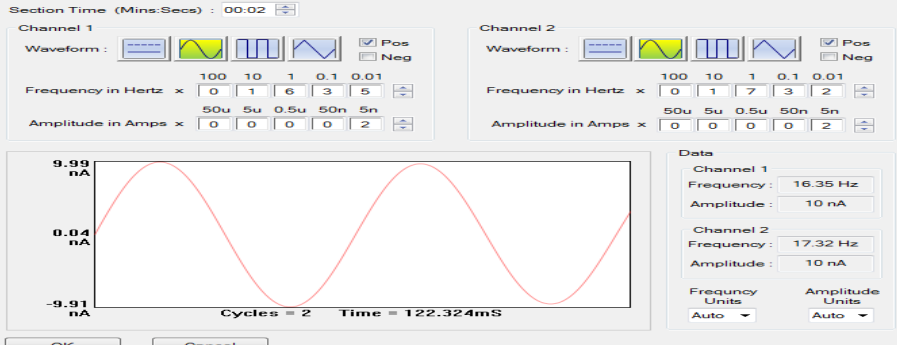 Section Time (Mins:Secs) : 00:02
Channel 1
Waveform :
Pos
Neg
100 10 1 0.1 0.01
Frequency in Hertz x 0 1 6 3 5
50u 5u 0.5u 50n 5n
Amplitude in Amps x 0 0 0 0 2
Channel 2
Waveform :
Pos
Neg
100 10 1 0.1 0.01
Frequency in Hertz x 0 1 7 3 2
50u 5u 0.5u 50n 5n
Amplitude in Amps x 0 0 0 0 2
9.99
nA
0.04
nA
-9.91
nA
Cycles = 2 Time = 122.324mS
Data
Channel 1
Frequency : 16.35 Hz
Amplitude : 10 nA
Channel 2
Frequency : 17.32 Hz
Amplitude : 10 nA
Frequncy Amplitude
Units Units
Auto Auto
OK Cancel